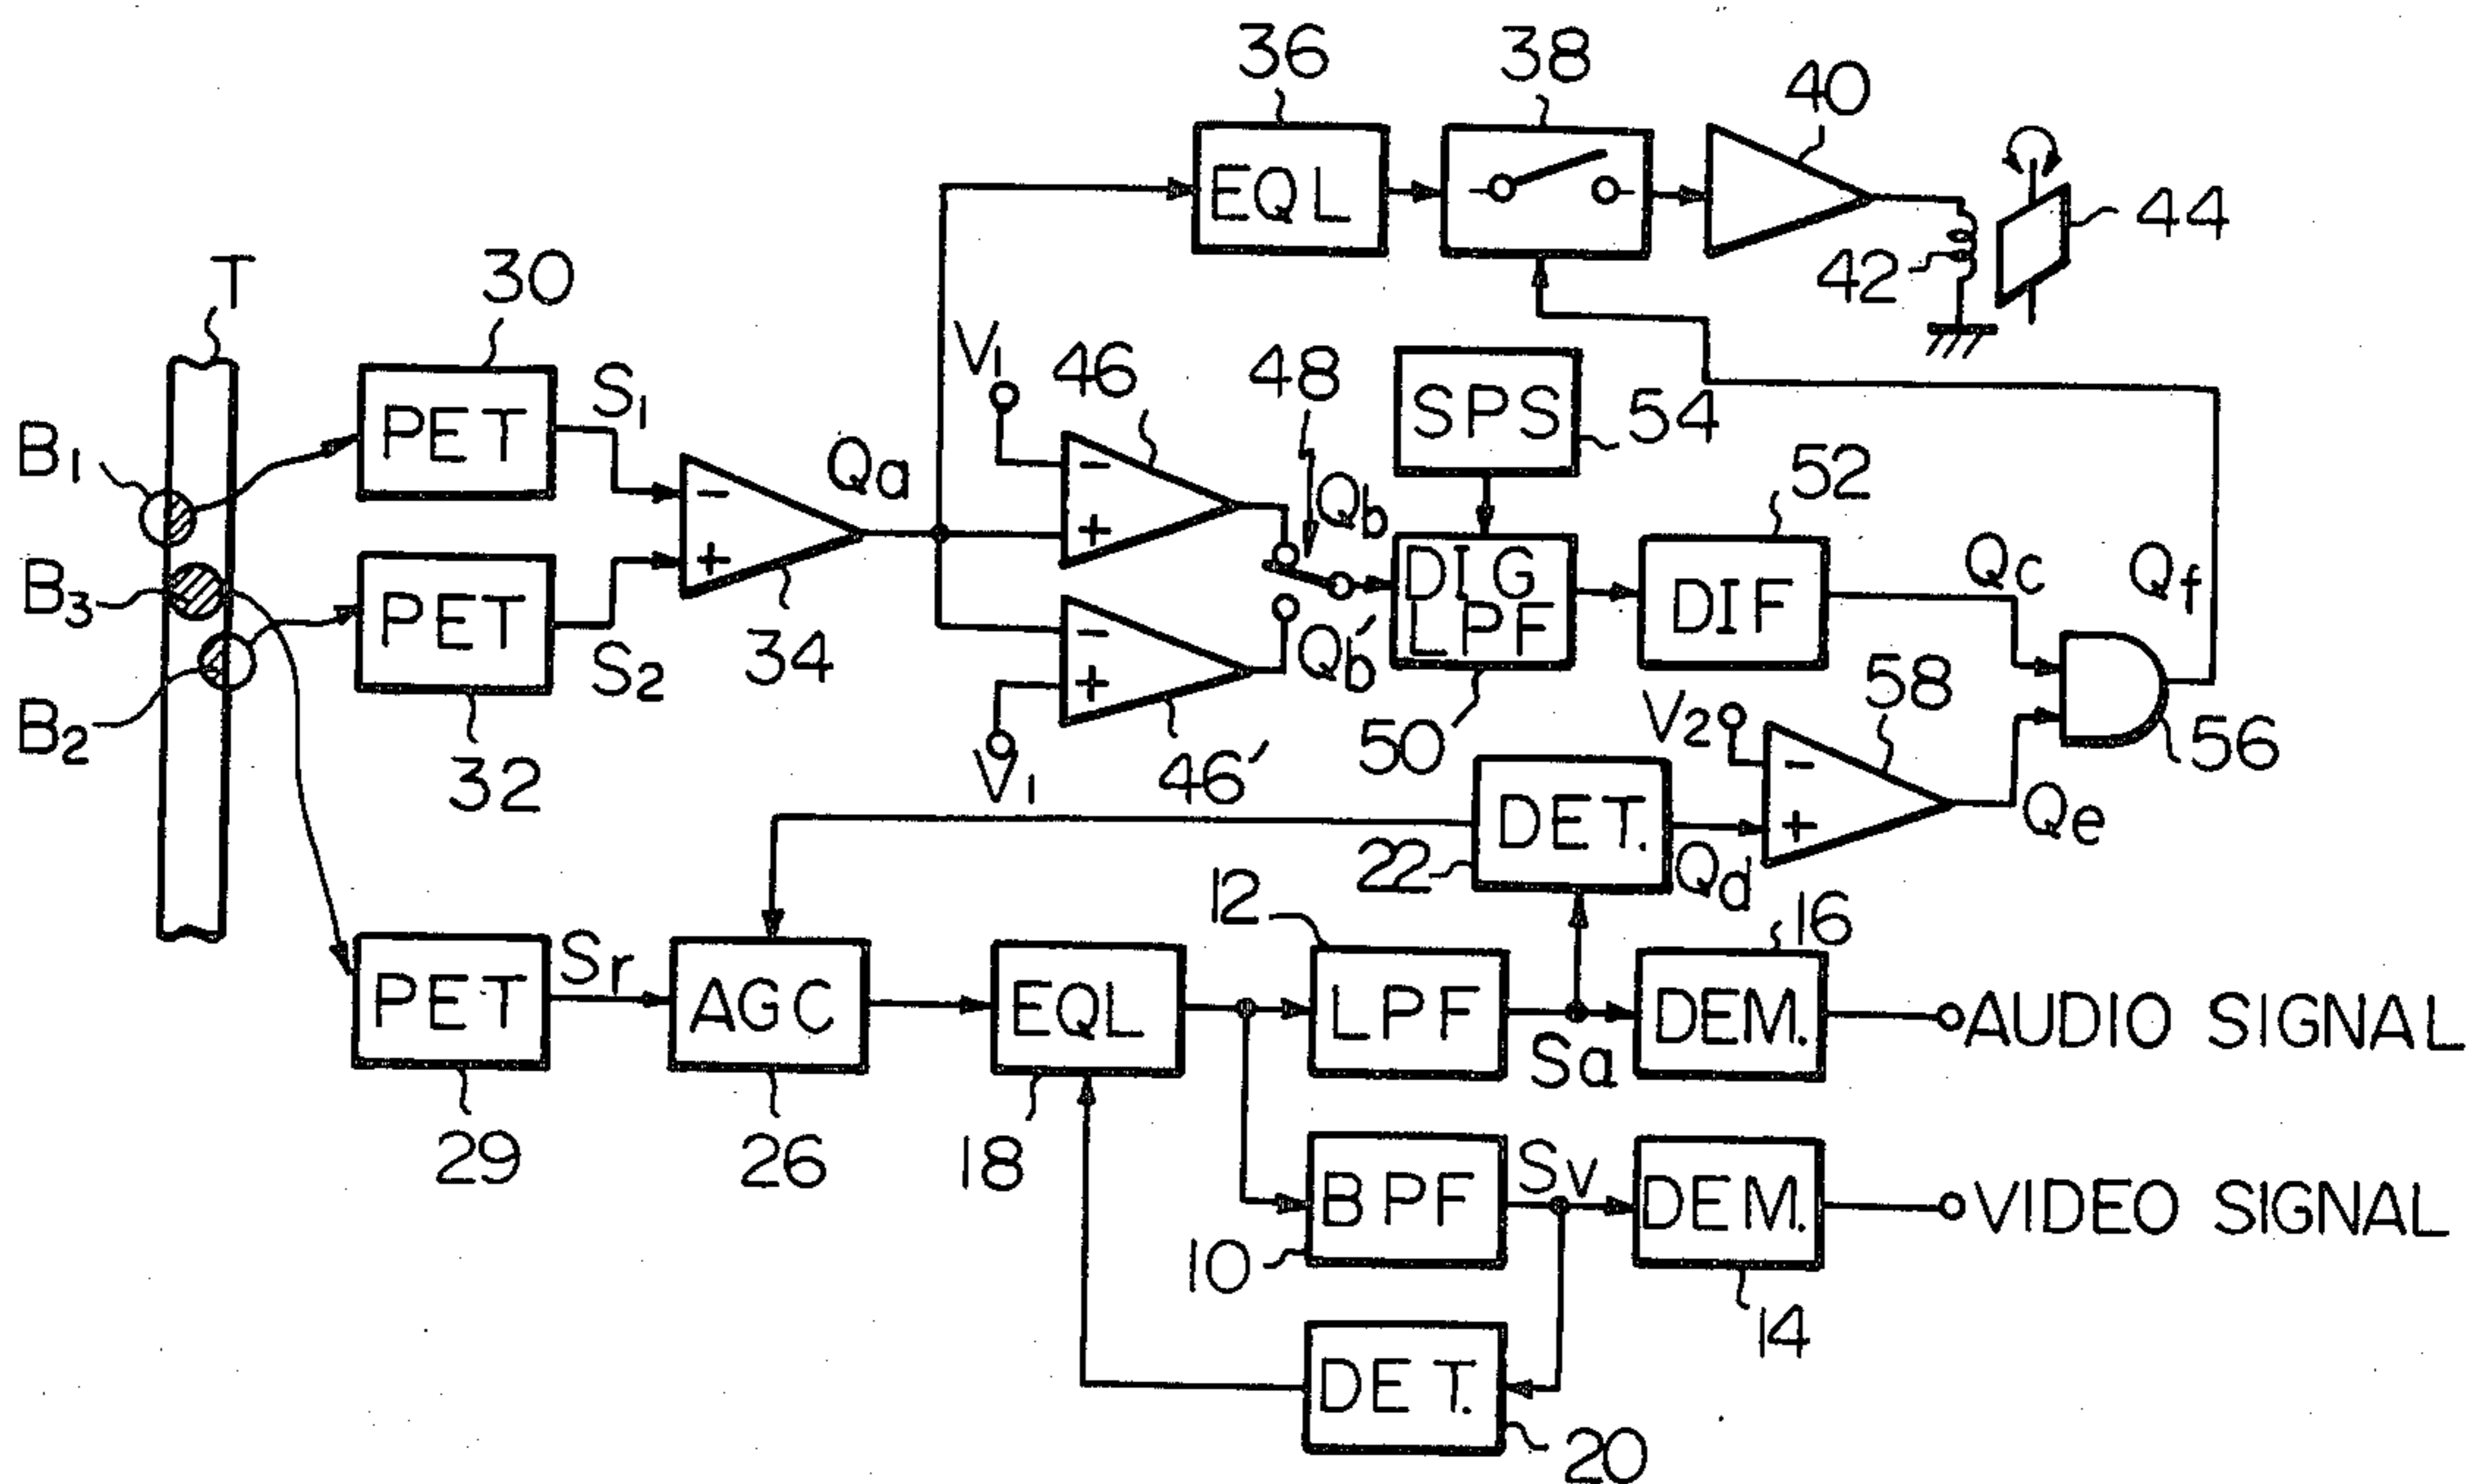 36
38
40
EQL
44
42
T
30
PET
S1
B1
V1
46
48
SPS
54
Qa
-
+
Qb
52
B3
PET
S2
-
+
34
DIG
LPF
DIF
Qc
Qf
B2
32
-
+
Qb'
50
V1
46'
V2
58
-
+
56
Qe
22
DET.
Qd
12
16
PET
Sr
AGC
EQL
LPF
Sa
DEM.
AUDIO SIGNAL
29
26
18
BPF
Sv
DEM.
VIDEO SIGNAL
10
14
DET.
20